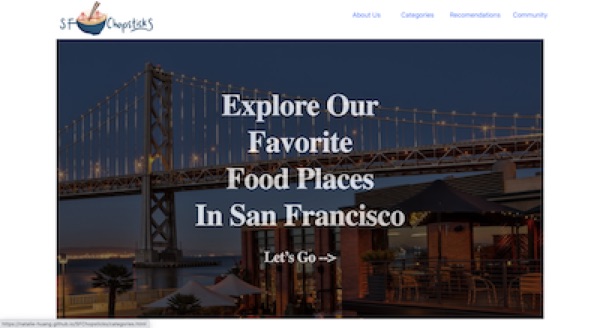 SF Chopsticks
About Us Categories Recomendations Community
Explore Our
Favorite
Food Places
In San Francisco
Let's Go -->
https://natalie-huang.github.io/SFChopsticks/categories.html